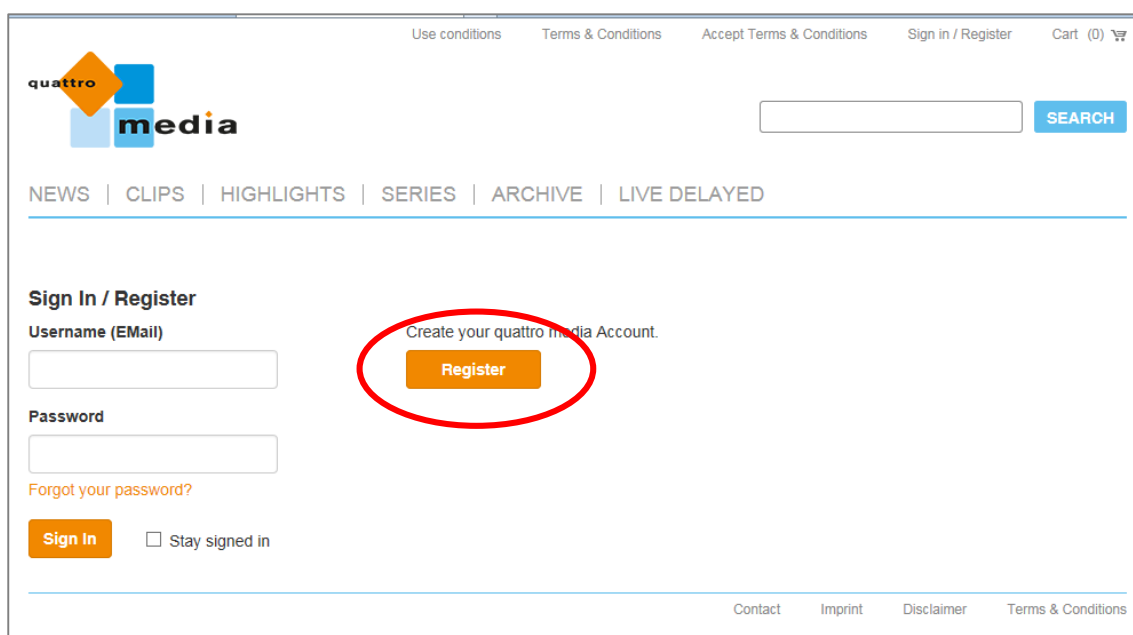 Use conditions Terms & Conditions Accept Terms & Conditions Sign in / Register Cart (0)
quattro
media
SEARCH
NEWS | CLIPS | HIGHLIGHTS | SERIES | ARCHIVE | LIVE DELAYED
Sign In / Register
Username (EMail)
Create your quattro media Account.
Register
Password
Forgot your password?
Sign In Stay signed in
Contact Imprint Disclaimer Terms & Conditions